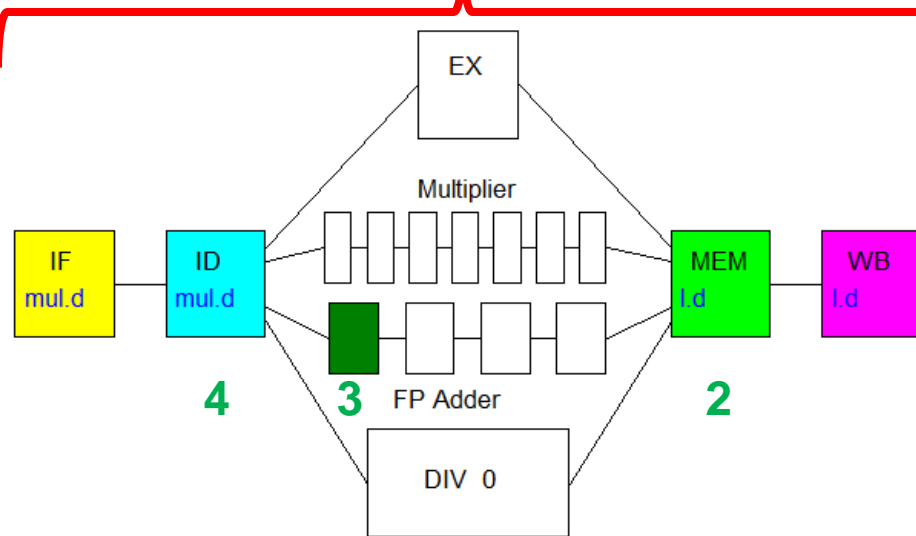 EX
Multiplier
IF
mul.d
ID
mul.d
MEM
l.d
WB
l.d
4
3
FP Adder
2
DIV 0